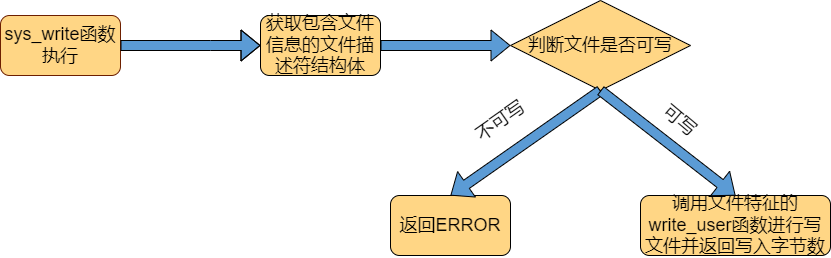 sys_write函数
执行
获取包含文件
信息的文件描
述符结构体
判断文件是否可写
不可写
可写
返回ERROR
调用文件特征的
write_user函数进行写
文件并返回写入字节数